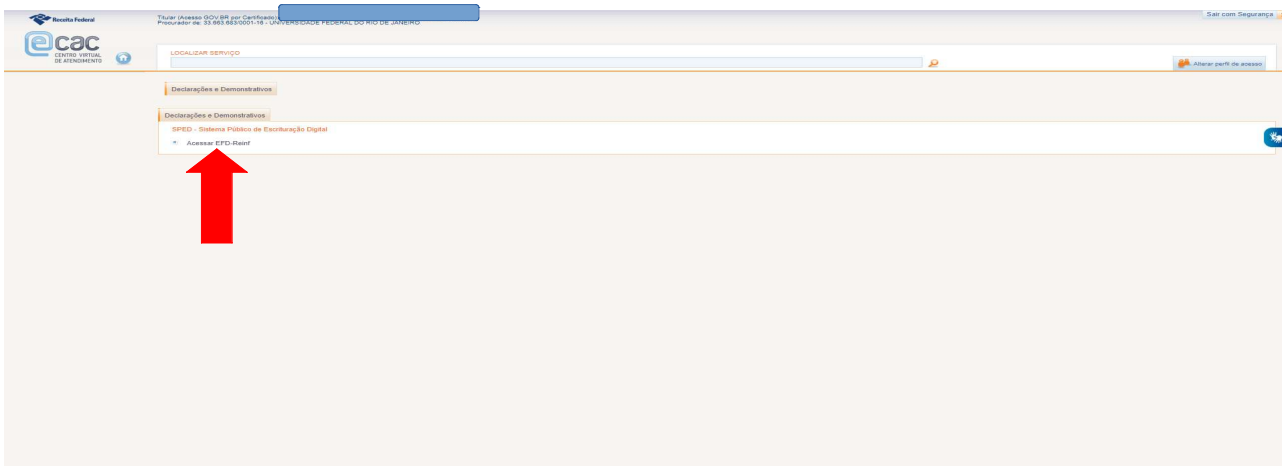 Receita Federal
Titular (Acesso GOV.BR por Certificado):
Procurador de: 33.663.683/0001-16 - UNIVERSIDADE FEDERAL DO RIO DE JANEIRO
Sair com Segurança
ecac
CENTRO VIRTUAL
DE ATENDIMENTO
LOCALIZAR SERVIÇO
Alterar perfil de acesso
Declarações e Demonstrativos
Declarações e Demonstrativos
SPED - Sistema Público de Escrituração Digital
Acessar EFD-Reinf